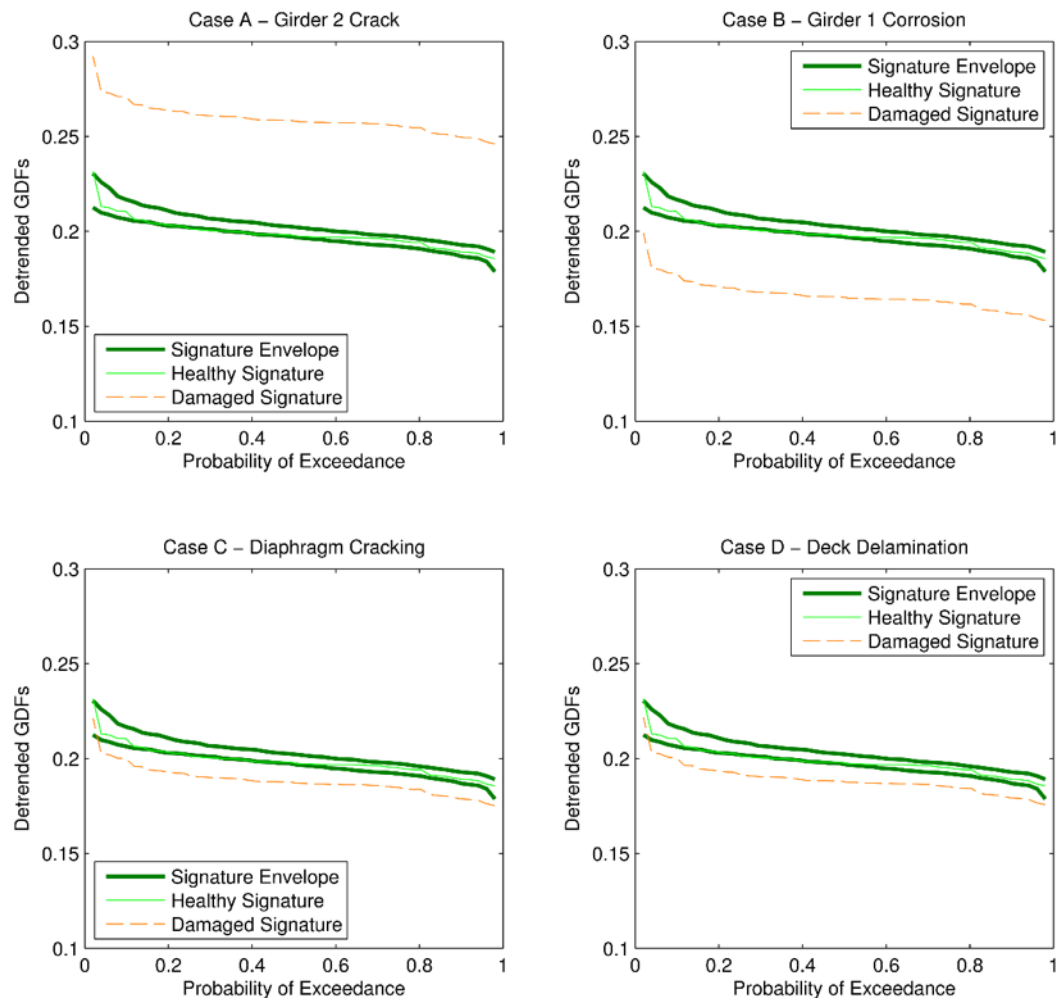 Case A – Girder 2 Crack
0.3
0.25
0.2
0.15
0.1
Detrended GDFs
Signature Envelope
Healthy Signature
Damaged Signature
0 0.2 0.4 0.6 0.8 1
Probability of Exceedance
Case B – Girder 1 Corrosion
0.3
0.25
0.2
0.15
0.1
Detrended GDFs
Signature Envelope
Healthy Signature
Damaged Signature
0 0.2 0.4 0.6 0.8 1
Probability of Exceedance
Case C – Diaphragm Cracking
0.3
0.25
0.2
0.15
0.1
Detrended GDFs
Signature Envelope
Healthy Signature
Damaged Signature
0 0.2 0.4 0.6 0.8 1
Probability of Exceedance
Case D – Deck Delamination
0.3
0.25
0.2
0.15
0.1
Detrended GDFs
Signature Envelope
Healthy Signature
Damaged Signature
0 0.2 0.4 0.6 0.8 1
Probability of Exceedance